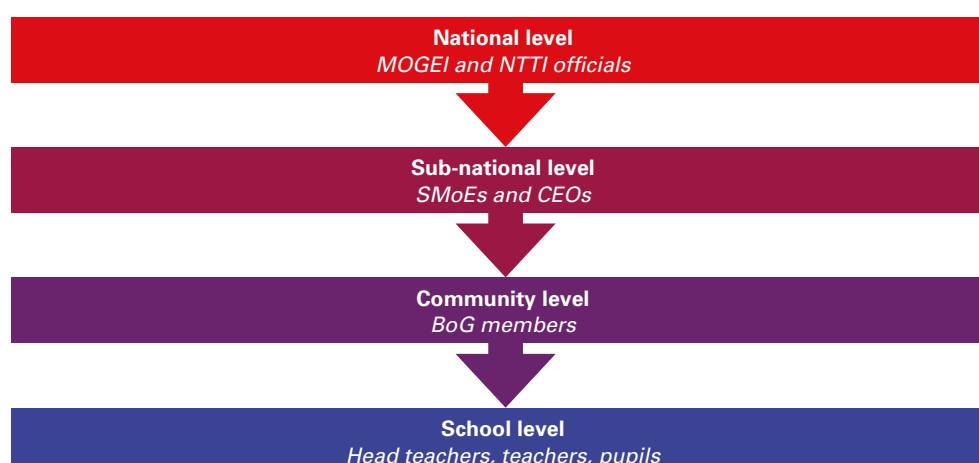 National level
MOGEI and NTTI officials
Sub-national level
SMoEs and CEOs
Community level
BoG members
School level
Head teachers, teachers, pupils